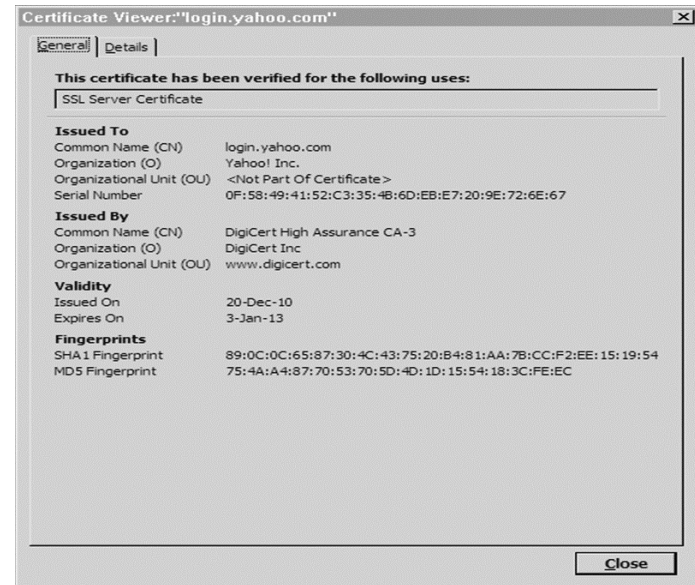 Certificate Viewer:"login.yahoo.com"
General Details
This certificate has been verified for the following uses:
SSL Server Certificate
Issued To
Common Name (CN) login.yahoo.com
Organization (O) Yahoo! Inc.
Organizational Unit (OU) <Not Part Of Certificate>
Serial Number 0F:58:49:41:52:C3:35:4B:6D:EB:E7:20:9E:72:6E:67
Issued By
Common Name (CN) DigiCert High Assurance CA-3
Organization (O) DigiCert Inc
Organizational Unit (OU) www.digicert.com
Validity
Issued On 20-Dec-10
Expires On 3-Jan-13
Fingerprints
SHA1 Fingerprint 89:0C:0C:65:87:30:4C:43:75:20:B4:81:AA:7B:CC:F2:EE:15:19:54
MD5 Fingerprint 75:4A:A4:87:70:53:70:5D:4D:1D:15:54:18:3C:FE:EC
Close